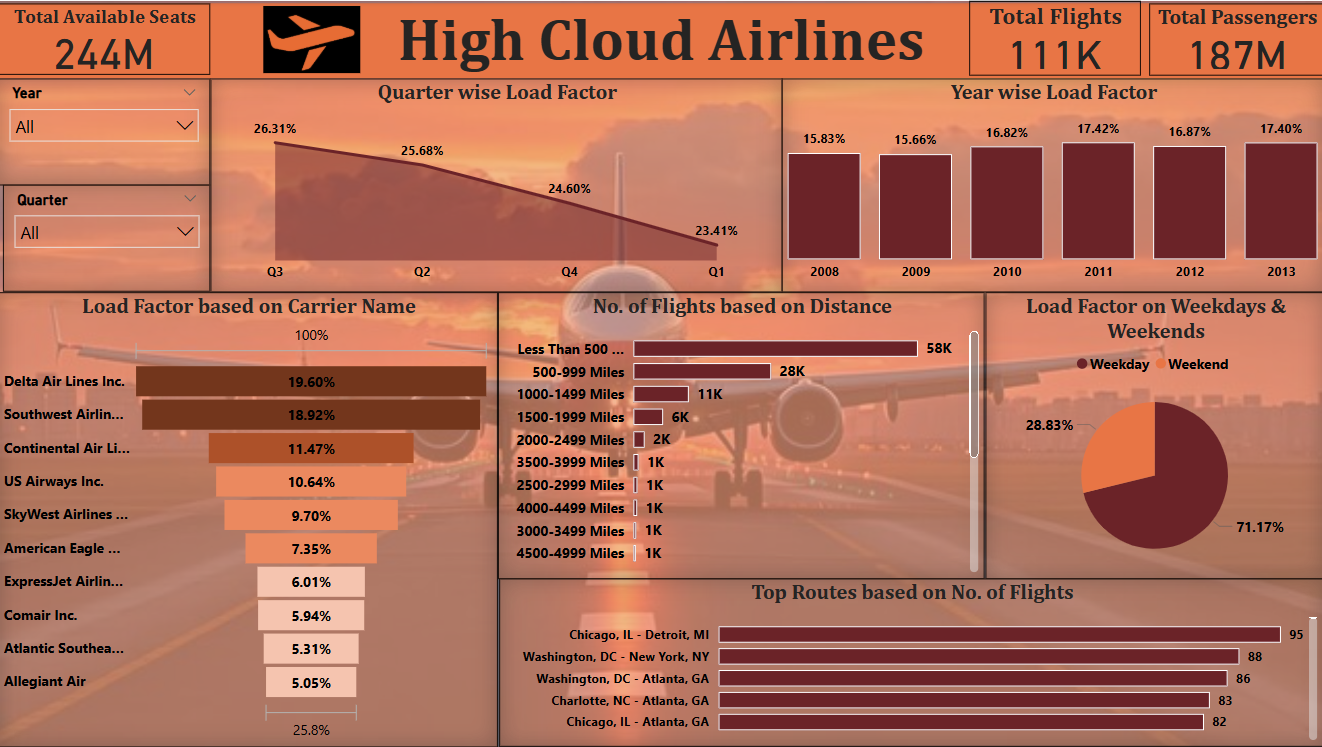 Total Available Seats
244M
High Cloud Airlines
Total Flights
111K
Total Passengers
187M
Year
All
Quarter
All
Quarter wise Load Factor
26.31%
25.68%
24.60%
23.41%
Q3 Q2 Q4 Q1
Year wise Load Factor
15.83% 15.66% 16.82% 17.42% 16.87% 17.40%
2008 2009 2010 2011 2012 2013
Load Factor based on Carrier Name
100%
Delta Air Lines Inc. 19.60%
Southwest Airlin... 18.92%
Continental Air Li... 11.47%
US Airways Inc. 10.64%
SkyWest Airlines ... 9.70%
American Eagle ... 7.35%
ExpressJet Airlin... 6.01%
Comair Inc. 5.94%
Atlantic Southea... 5.31%
Allegiant Air 5.05%
25.8%
No. of Flights based on Distance
Less Than 500 ... 58K
500-999 Miles 28K
1000-1499 Miles 11K
1500-1999 Miles 6K
2000-2499 Miles 2K
3500-3999 Miles 1K
2500-2999 Miles 1K
4000-4499 Miles 1K
3000-3499 Miles 1K
4500-4999 Miles 1K
Load Factor on Weekdays &
Weekends
Weekday Weekend
28.83%
71.17%
Top Routes based on No. of Flights
Chicago, IL - Detroit, MI 95
Washington, DC - New York, NY 88
Washington, DC - Atlanta, GA 86
Charlotte, NC - Atlanta, GA 83
Chicago, IL - Atlanta, GA 82